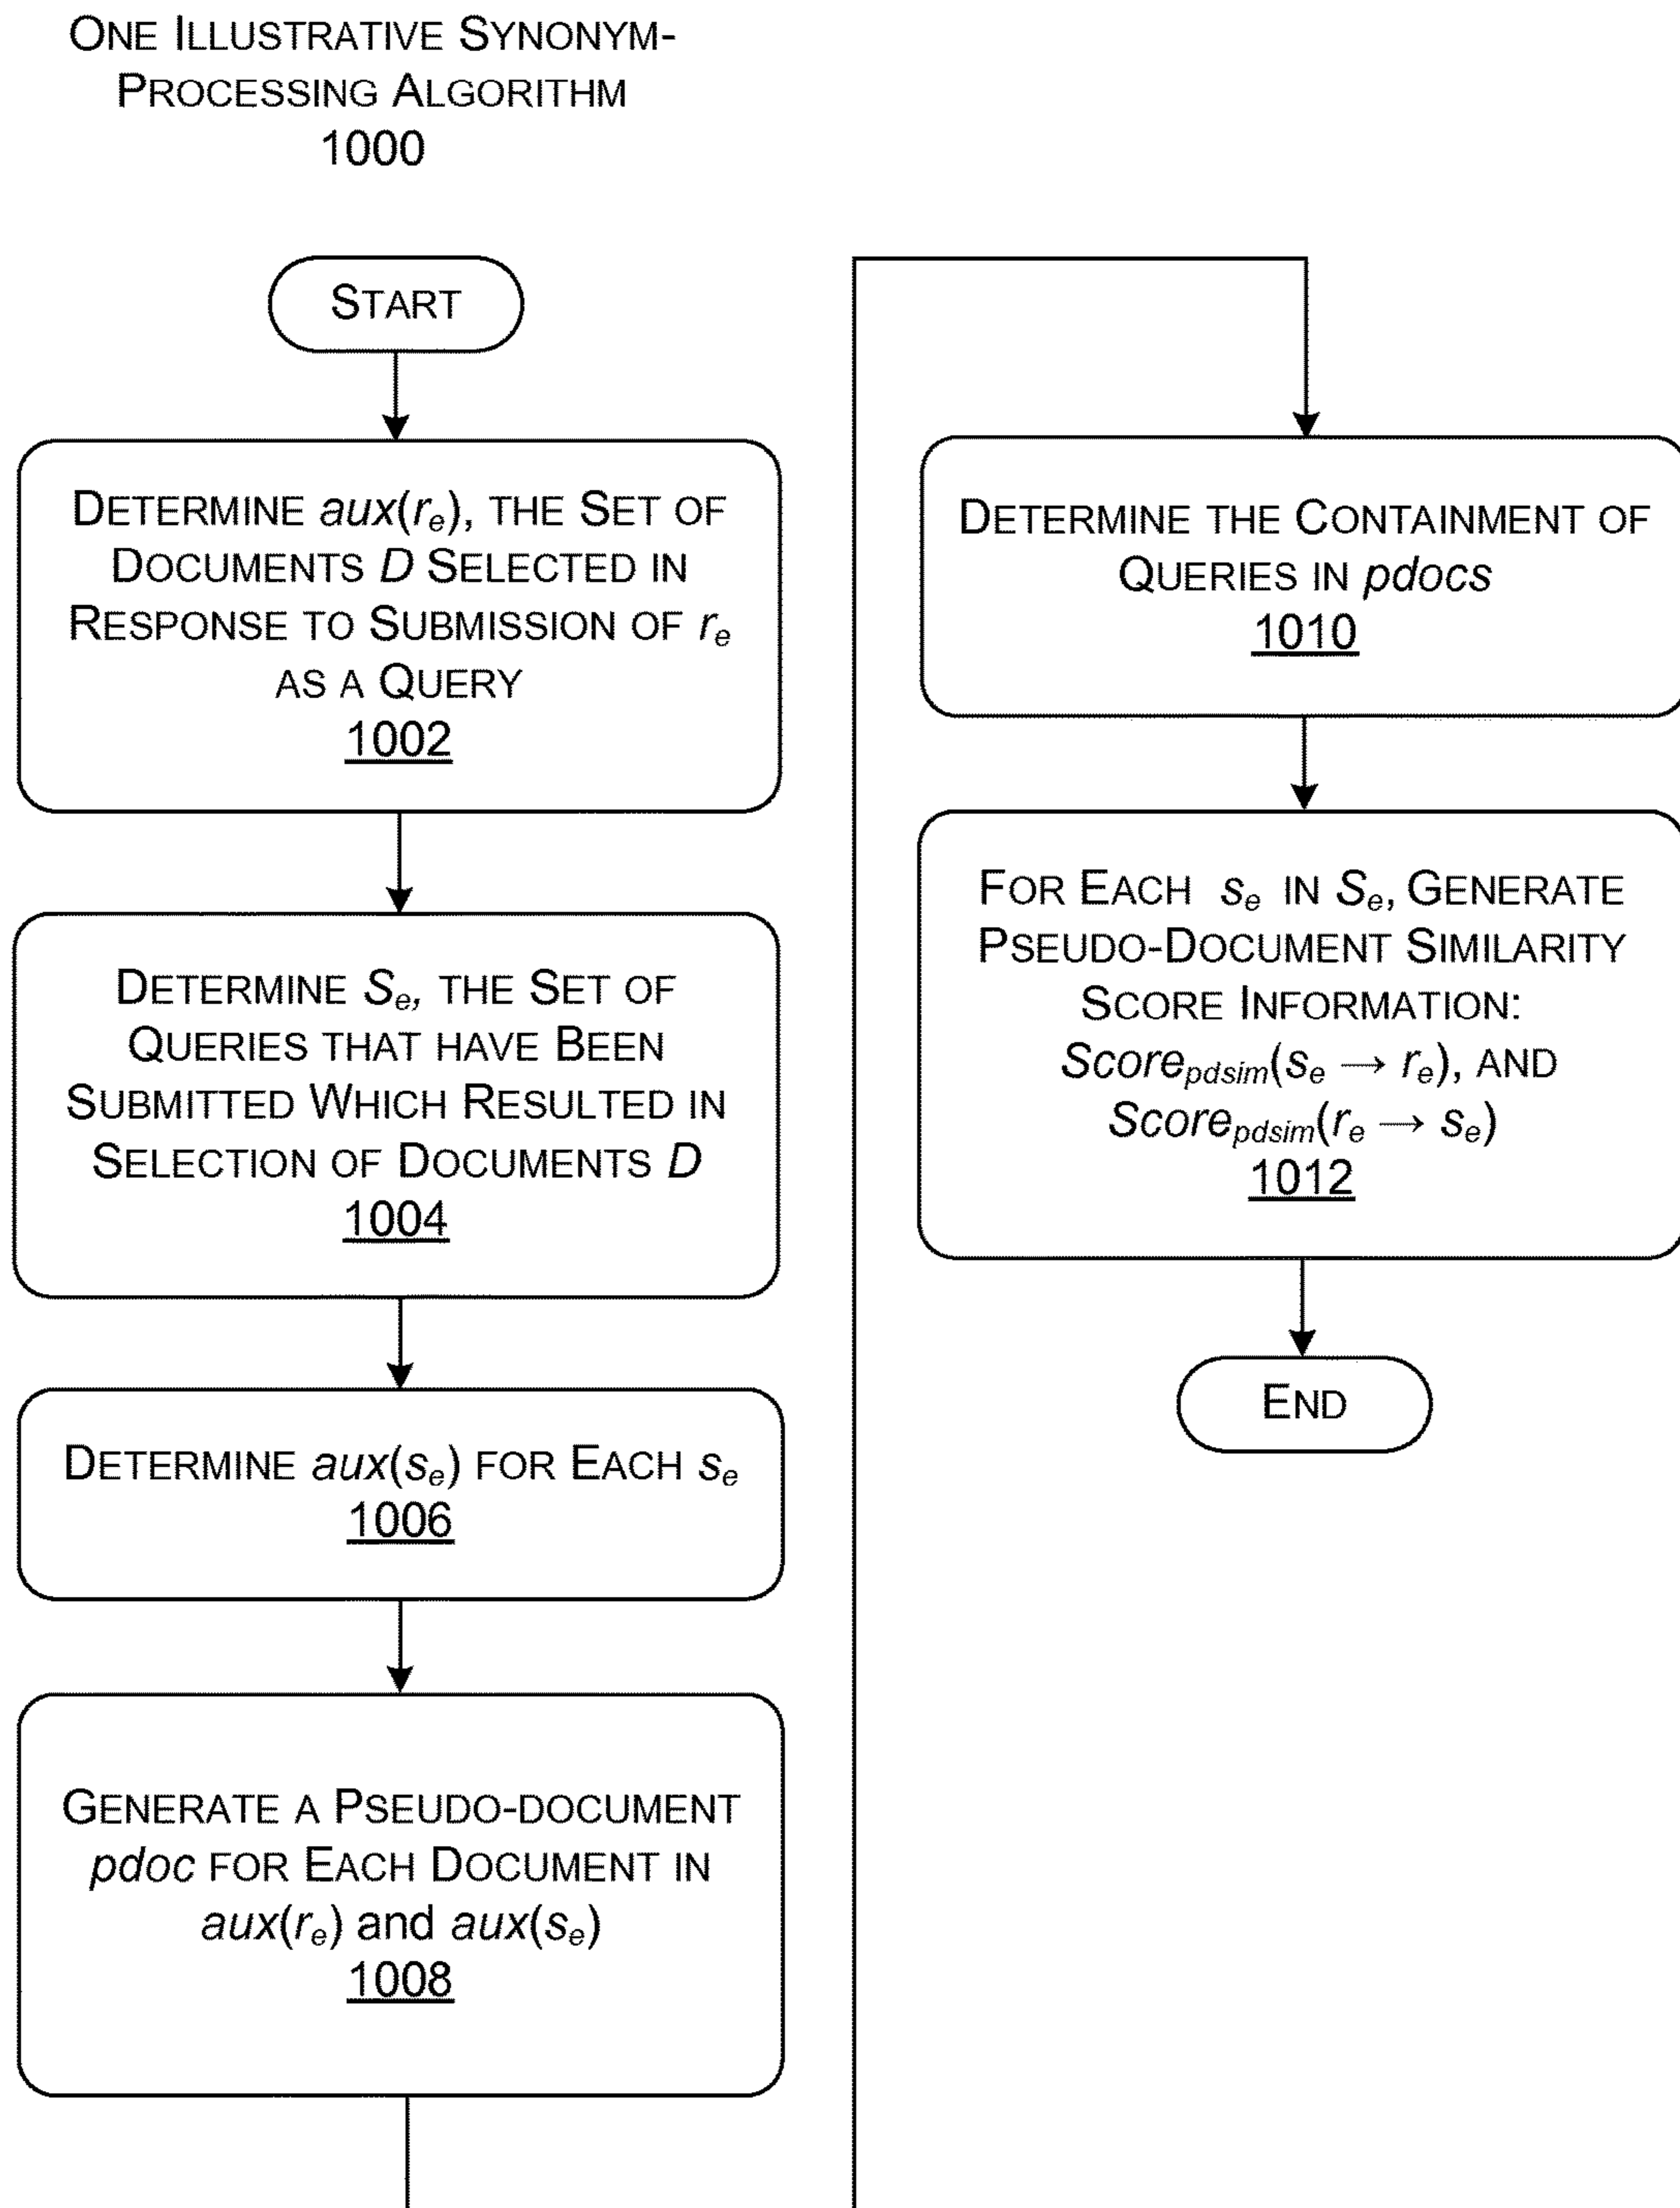 ONE ILLUSTRATIVE SYNONYM-
PROCESSING ALGORITHM
1000
START
DETERMINE aux(rₑ), THE SET OF
DOCUMENTS D SELECTED IN
RESPONSE TO SUBMISSION OF rₑ
AS A QUERY
1002
DETERMINE Sₑ, THE SET OF
QUERIES THAT HAVE BEEN
SUBMITTED WHICH RESULTED IN
SELECTION OF DOCUMENTS D
1004
DETERMINE aux(sₑ) FOR EACH sₑ
1006
GENERATE A PSEUDO-DOCUMENT
pdoc FOR EACH DOCUMENT IN
aux(rₑ) and aux(sₑ)
1008
DETERMINE THE CONTAINMENT OF
QUERIES IN pdocs
1010
FOR EACH sₑ IN Sₑ, GENERATE
PSEUDO-DOCUMENT SIMILARITY
SCORE INFORMATION:
Score_pdsim(sₑ → rₑ), AND
Score_pdsim(rₑ → sₑ)
1012
END